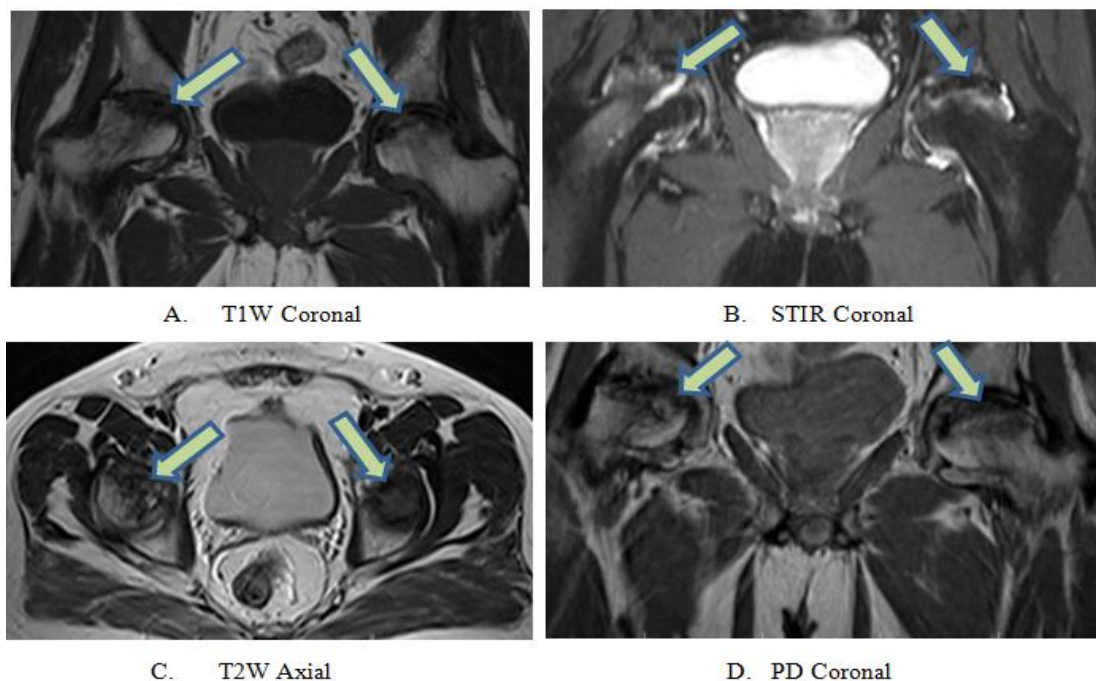 A. T1W Coronal
B. STIR Coronal
C. T2W Axial
D. PD Coronal